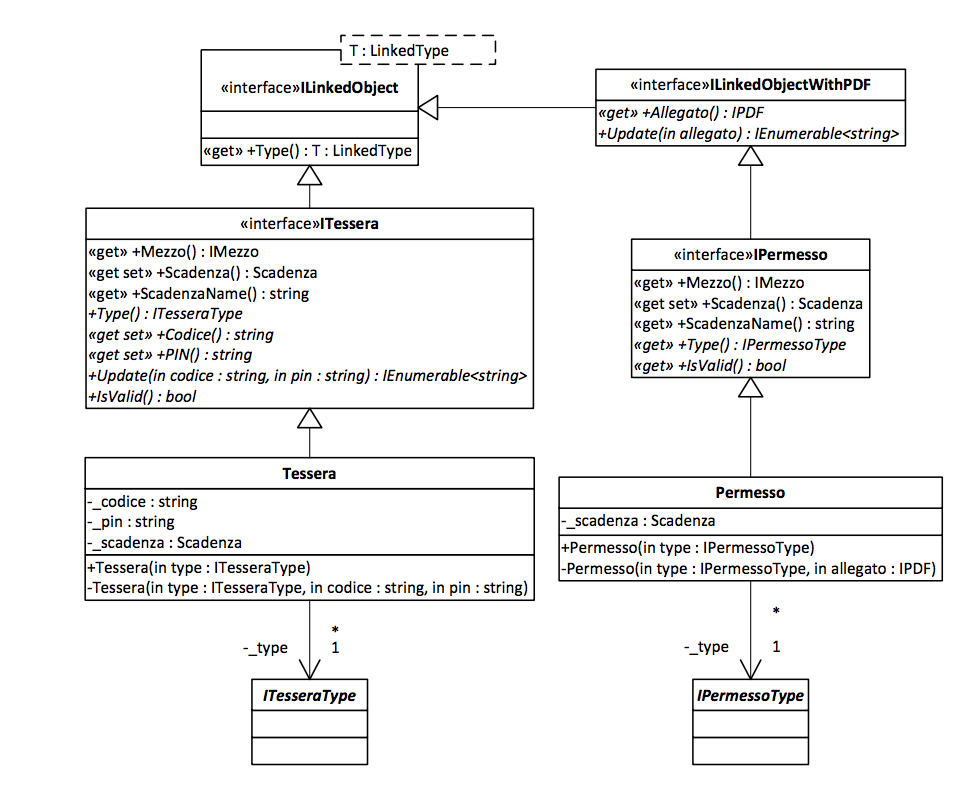 T : LinkedType
«interface»ILinkedObject
«get» +Type() : T : LinkedType
«interface»ILinkedObjectWithPDF
«get» +Allegato() : IPDF
+Update(in allegato) : IEnumerable<string>
«interface»ITessera
«get» +Mezzo() : IMezzo
«get set» +Scadenza() : Scadenza
«get» +ScadenzaName() : string
+Type() : ITesseraType
«get set» +Codice() : string
«get set» +PIN() : string
+Update(in codice : string, in pin : string) : IEnumerable<string>
+IsValid() : bool
«interface»IPermesso
«get» +Mezzo() : IMezzo
«get set» +Scadenza() : Scadenza
«get» +ScadenzaName() : string
«get» +Type() : IPermessoType
«get» +IsValid() : bool
Tessera
-_codice : string
-_pin : string
-_scadenza : Scadenza
+Tessera(in type : ITesseraType)
-Tessera(in type : ITesseraType, in codice : string, in pin : string)
Permesso
-_scadenza : Scadenza
+Permesso(in type : IPermessoType)
-Permesso(in type : IPermessoType, in allegato : IPDF)
*
-_type 1
ITesseraType
*
-_type 1
IPermessoType